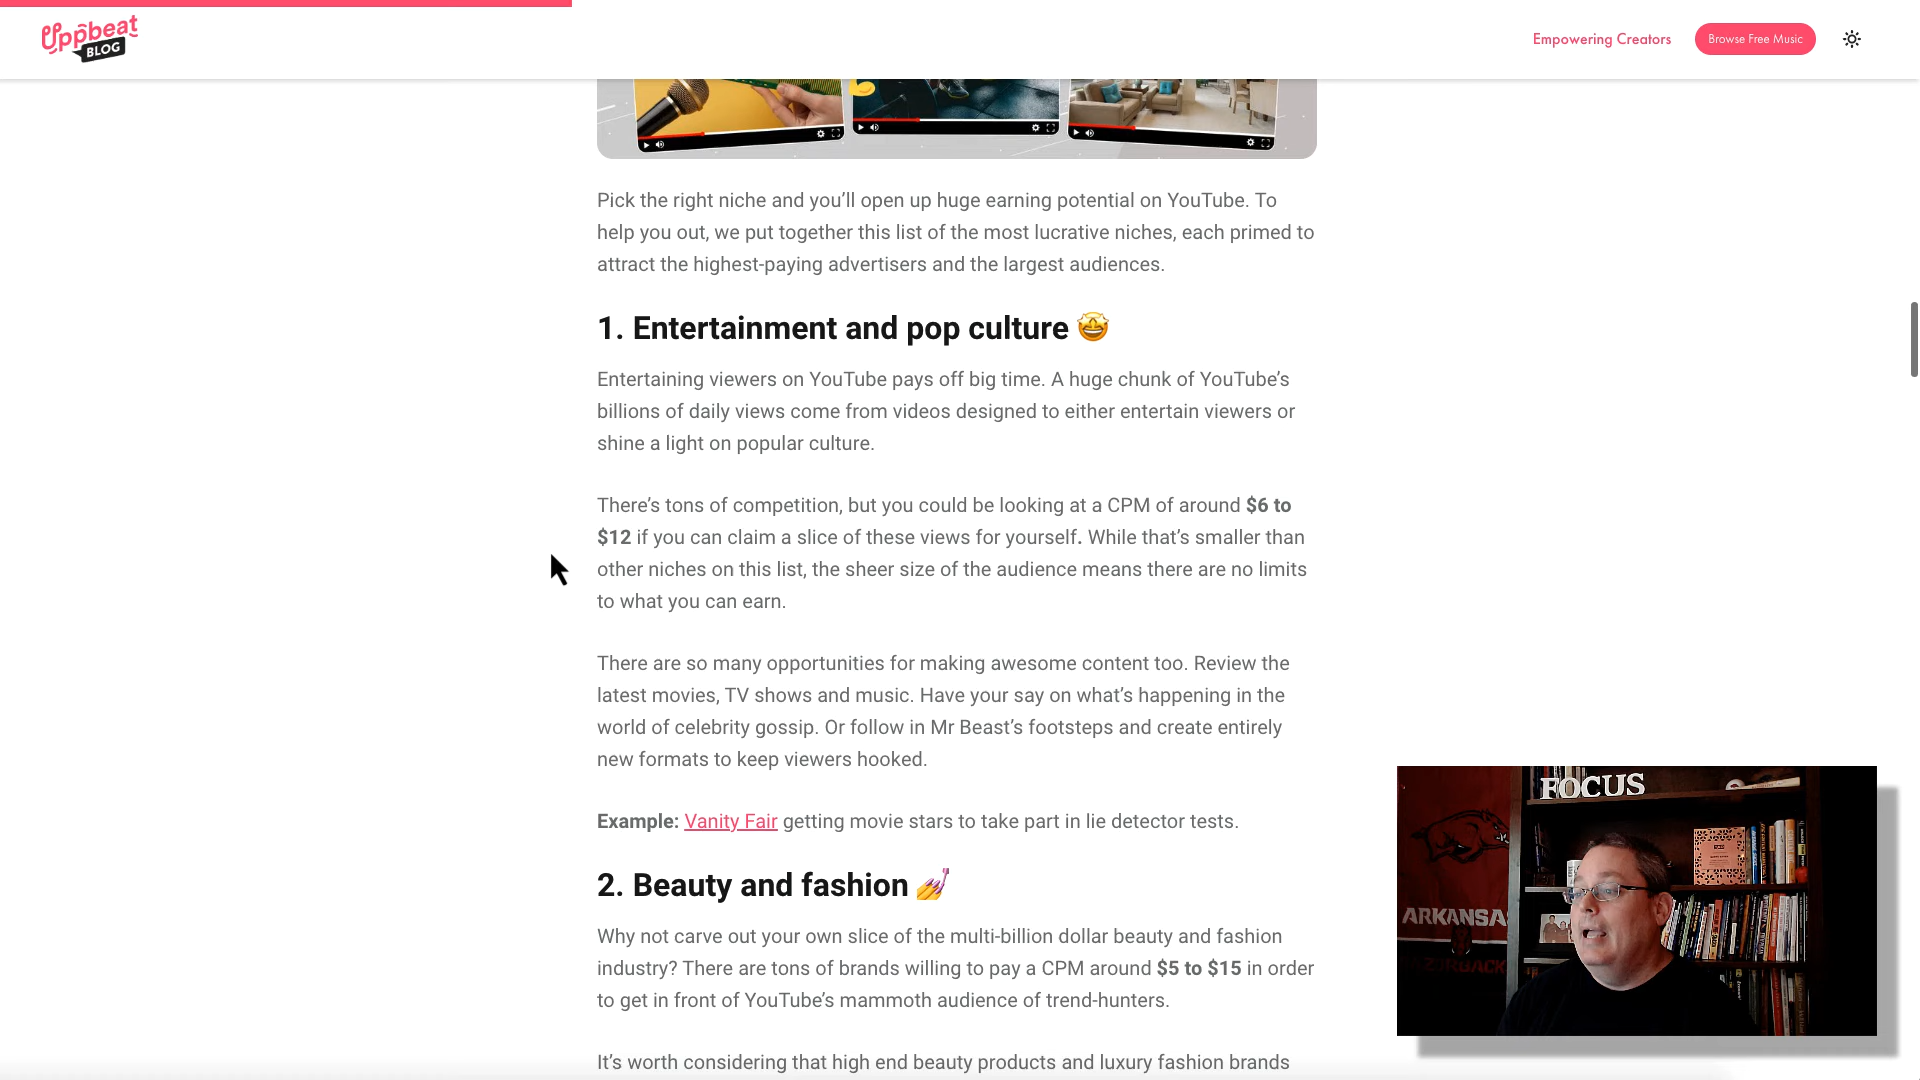 Uppbeat
BLOG
Empowering Creators
Browse Free Music
Pick the right niche and you’ll open up huge earning potential on YouTube. To
help you out, we put together this list of the most lucrative niches, each primed to
attract the highest-paying advertisers and the largest audiences.
1. Entertainment and pop culture 🤩
Entertaining viewers on YouTube pays off big time. A huge chunk of YouTube’s
billions of daily views come from videos designed to either entertain viewers or
shine a light on popular culture.
There’s tons of competition, but you could be looking at a CPM of around $6 to
$12 if you can claim a slice of these views for yourself. While that’s smaller than
other niches on this list, the sheer size of the audience means there are no limits
to what you can earn.
There are so many opportunities for making awesome content too. Review the
latest movies, TV shows and music. Have your say on what’s happening in the
world of celebrity gossip. Or follow in Mr Beast’s footsteps and create entirely
new formats to keep viewers hooked.
Example: Vanity Fair getting movie stars to take part in lie detector tests.
2. Beauty and fashion 💅
Why not carve out your own slice of the multi-billion dollar beauty and fashion
industry? There are tons of brands willing to pay a CPM around $5 to $15 in order
to get in front of YouTube’s mammoth audience of trend-hunters.
It’s worth considering that high end beauty products and luxury fashion brands
FOCUS
ARKANSA